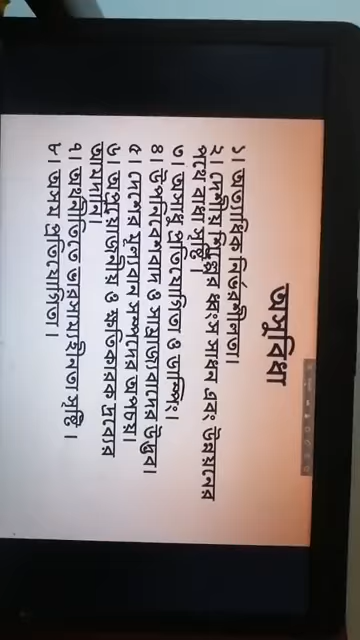 অসুবিধা
১। অত্যাধিক নির্ভরশীলতা।
২। দেশীয় শিল্পের ধ্বংস সাধন এবং উন্নয়নের
পথে বাধা সৃষ্টি।
৩। অসাধু প্রতিযোগিতা ও ডাম্পিং।
৪। উপনিবেশবাদ ও সাম্রাজ্যবাদের উদ্ভব।
৫। দেশের মূল্যবান সম্পদের অপচয়।
৬। অপ্রয়োজনীয় ও ক্ষতিকারক দ্রব্যের
আমদানি।
৭। অর্থনীতিতে ভারসাম্যহীনতা সৃষ্টি।
৮। অসম প্রতিযোগিতা।